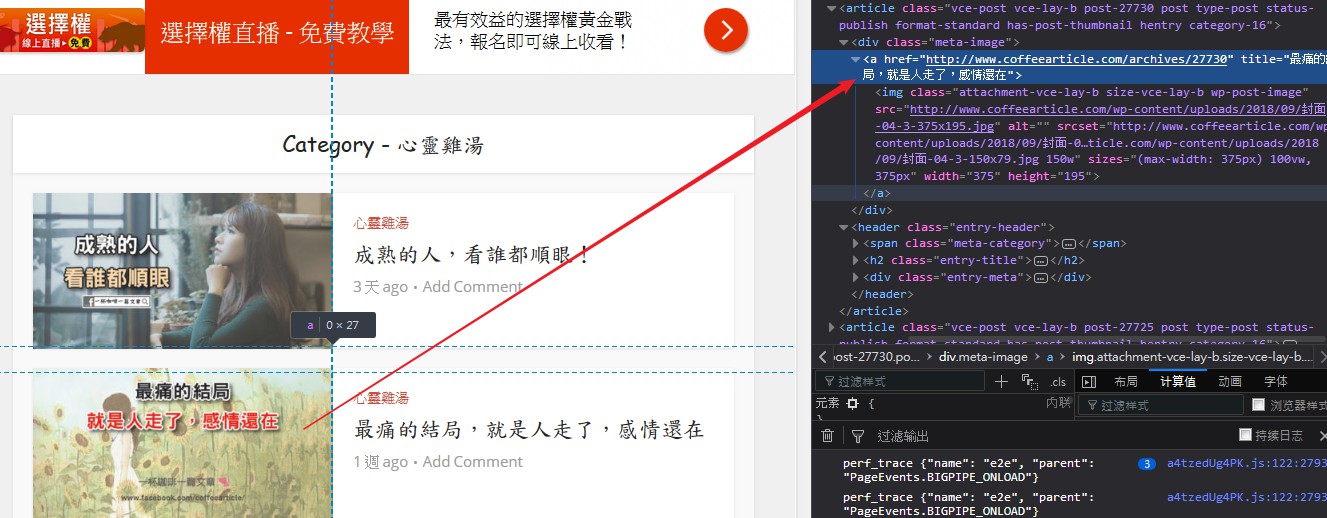 選擇權
線上直播▸免費
選擇權直播 - 免費教學
最有效益的選擇權黃金戰
法，報名即可線上收看！
Category - 心靈雞湯
成熟的人
看誰都順眼
一杯咖啡一篇文章
心靈雞湯
成熟的人，看誰都順眼！
3 天 ago • Add Comment
a 0 × 27
最痛的結局
就是人走了，感情還在
一杯咖啡一篇文章
www.facebook.com/coffeearticle/
心靈雞湯
最痛的結局，就是人走了，感情還在
1 週 ago • Add Comment
<article class="vce-post vce-lay-b post-27730 post type-post status-
publish format-standard has-post-thumbnail hentry category-16">
<div class="meta-image">
<a href="http://www.coffeearticle.com/archives/27730" title="最痛的結
局，就是人走了，感情還在">
<img class="attachment-vce-lay-b size-vce-lay-b wp-post-image"
src="http://www.coffeearticle.com/wp-content/uploads/2018/09/封面
-04-3-375x195.jpg" alt="" srcset="http://www.coffeearticle.com/wp
content/uploads/2018/09/封面-0…ticle.com/wp-content/uploads/2018
/09/封面-04-3-150x79.jpg 150w" sizes="(max-width: 375px) 100vw,
375px" width="375" height="195">
</a>
</div>
<header class="entry-header">
<span class="meta-category">…</span>
<h2 class="entry-title">…</h2>
<div class="entry-meta">…</div>
</header>
</article>
<article class="vce-post vce-lay-b post-27725 post type-post status-
publish format-standard has-post-thumbnail hentry category-16">
post-27730.po… › div.meta-image › a › img.attachment-vce-lay-b.size-vce-lay-b.…
过滤样式 .cls 布局 计算值 动画 字体
元素 { 内联 过滤样式 浏览器样式
}
过滤输出 持续日志
perf_trace {"name": "e2e", "parent": 3 a4tzedUg4PK.js:122:2793
"PageEvents.BIGPIPE_ONLOAD"}
perf_trace {"name": "e2e", "parent": a4tzedUg4PK.js:122:2793
"PageEvents.BIGPIPE_ONLOAD"}